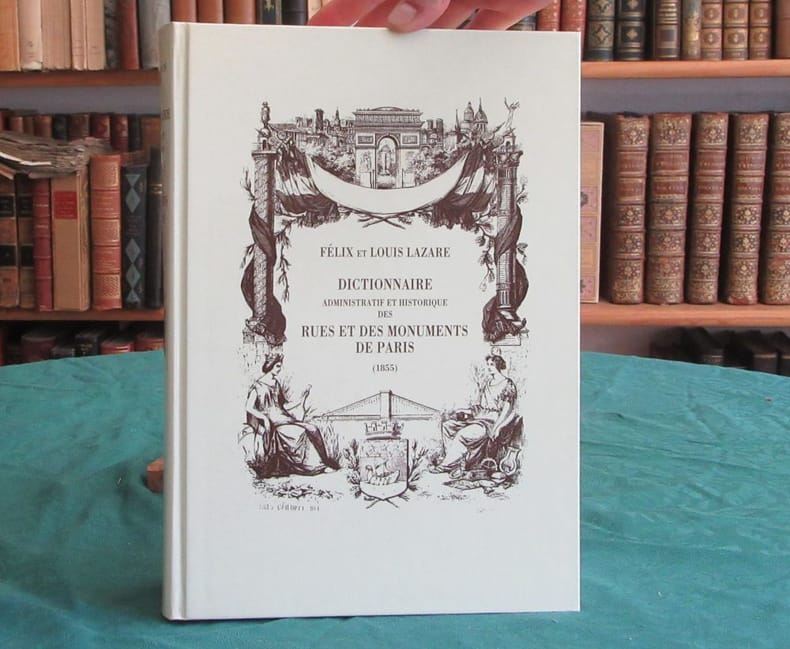 FÉLIX ET LOUIS LAZARE
DICTIONNAIRE
ADMINISTRATIF ET HISTORIQUE
DES
RUES ET DES MONUMENTS
DE PARIS
(1855)